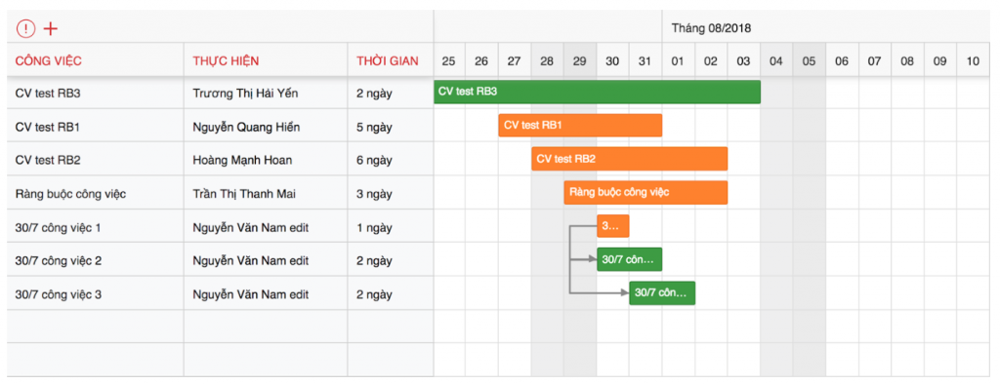 Tháng 08/2018
CÔNG VIỆC THỰC HIỆN THỜI GIAN 25 26 27 28 29 30 31 01 02 03 04 05 06 07 08 09 10
CV test RB3 Trương Thị Hải Yến 2 ngày CV test RB3
CV test RB1 Nguyễn Quang Hiển 5 ngày CV test RB1
CV test RB2 Hoàng Mạnh Hoan 6 ngày CV test RB2
Ràng buộc công việc Trần Thị Thanh Mai 3 ngày Ràng buộc công việc
30/7 công việc 1 Nguyễn Văn Nam edit 1 ngày 3...
30/7 công việc 2 Nguyễn Văn Nam edit 2 ngày 30/7 côn...
30/7 công việc 3 Nguyễn Văn Nam edit 2 ngày 30/7 côn...